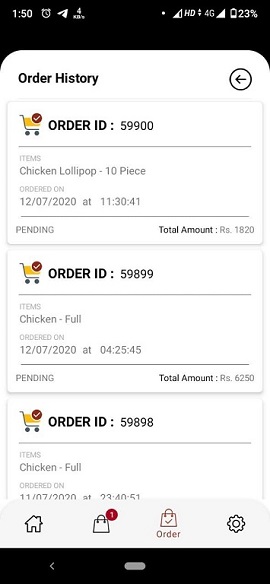 1:50 4 KB/s HD 4G 23%
Order History
ORDER ID : 59900
ITEMS
Chicken Lollipop - 10 Piece
ORDERED ON
12/07/2020 at 11:30:41
PENDING Total Amount : Rs. 1820
ORDER ID : 59899
ITEMS
Chicken - Full
ORDERED ON
12/07/2020 at 04:25:45
PENDING Total Amount : Rs. 6250
ORDER ID : 59898
ITEMS
Chicken - Full
ORDERED ON
11/07/2020 at 23:40:51
1
Order